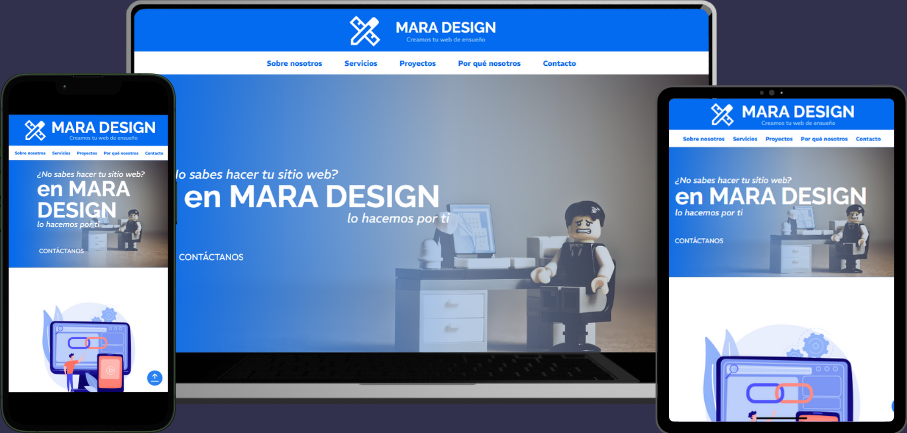 MARA DESIGN
Creamos tu web de ensueño
Sobre nosotros Servicios Proyectos Por qué nosotros Contacto
lo sabes hacer tu sitio web?
en MARA DESIGN
lo hacemos por ti
CONTÁCTANOS
MARA DESIGN
Creamos tu web de ensueño
Sobre nosotros Servicios Proyectos Por qué nosotros Contacto
¿No sabes hacer tu sitio web?
en MARA
DESIGN
lo hacemos por ti
CONTÁCTANOS
MARA DESIGN
Creamos tu web de ensueño
Sobre nosotros Servicios Proyectos Por qué nosotros Contacto
¿No sabes hacer tu sitio web?
en MARA DESIGN
lo hacemos por ti
CONTÁCTANOS